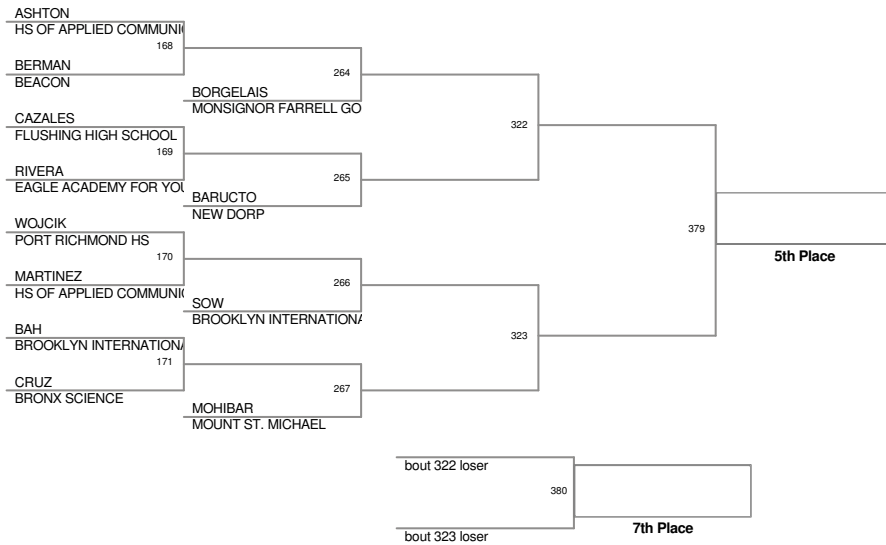 ASHTON
HS OF APPLIED COMMUNI
168
BERMAN
BEACON
264
BORGELAIS
MONSIGNOR FARRELL GO
CAZALES
FLUSHING HIGH SCHOOL
169
322
RIVERA
EAGLE ACADEMY FOR YOU
265
BARUCTO
NEW DORP
WOJCIK
PORT RICHMOND HS
170
379
5th Place
MARTINEZ
HS OF APPLIED COMMUNI
266
SOW
BROOKLYN INTERNATIONA
BAH
BROOKLYN INTERNATIONA
171
323
CRUZ
BRONX SCIENCE
267
MOHIBAR
MOUNT ST. MICHAEL
bout 322 loser
380
7th Place
bout 323 loser